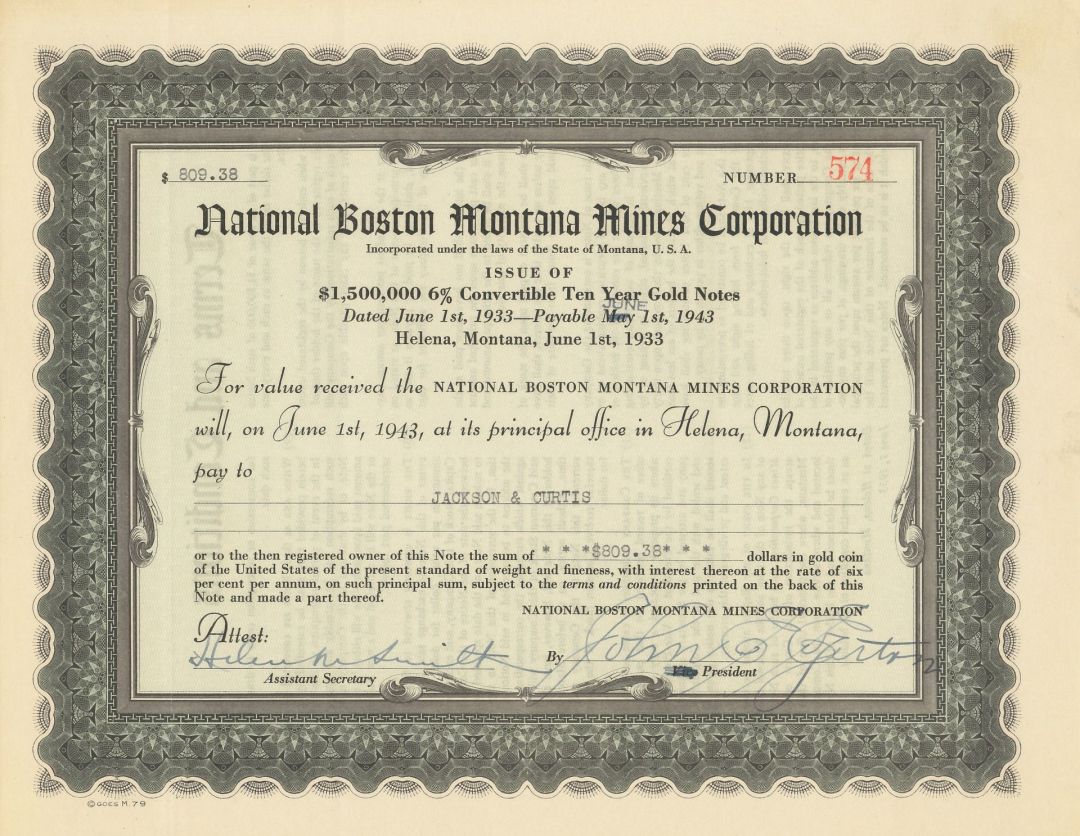 $ 809.38
NUMBER 574
National Boston Montana Mines Corporation
Incorporated under the laws of the State of Montana, U. S. A.
ISSUE OF
$1,500,000 6% Convertible Ten Year Gold Notes
JUNE
Dated June 1st, 1933—Payable May 1st, 1943
Helena, Montana, June 1st, 1933
For value received the NATIONAL BOSTON MONTANA MINES CORPORATION
will, on June 1st, 1943, at its principal office in Helena, Montana,
pay to
JACKSON & CURTIS
or to the then registered owner of this Note the sum of * * *$809.38* * * dollars in gold coin
of the United States of the present standard of weight and fineness, with interest thereon at the rate of six
per cent per annum, on such principal sum, subject to the terms and conditions printed on the back of this
Note and made a part thereof.
NATIONAL BOSTON MONTANA MINES CORPORATION
Attest:
Helen M Smith By John E Egerton
Assistant Secretary Vice President
©GOES M. 79